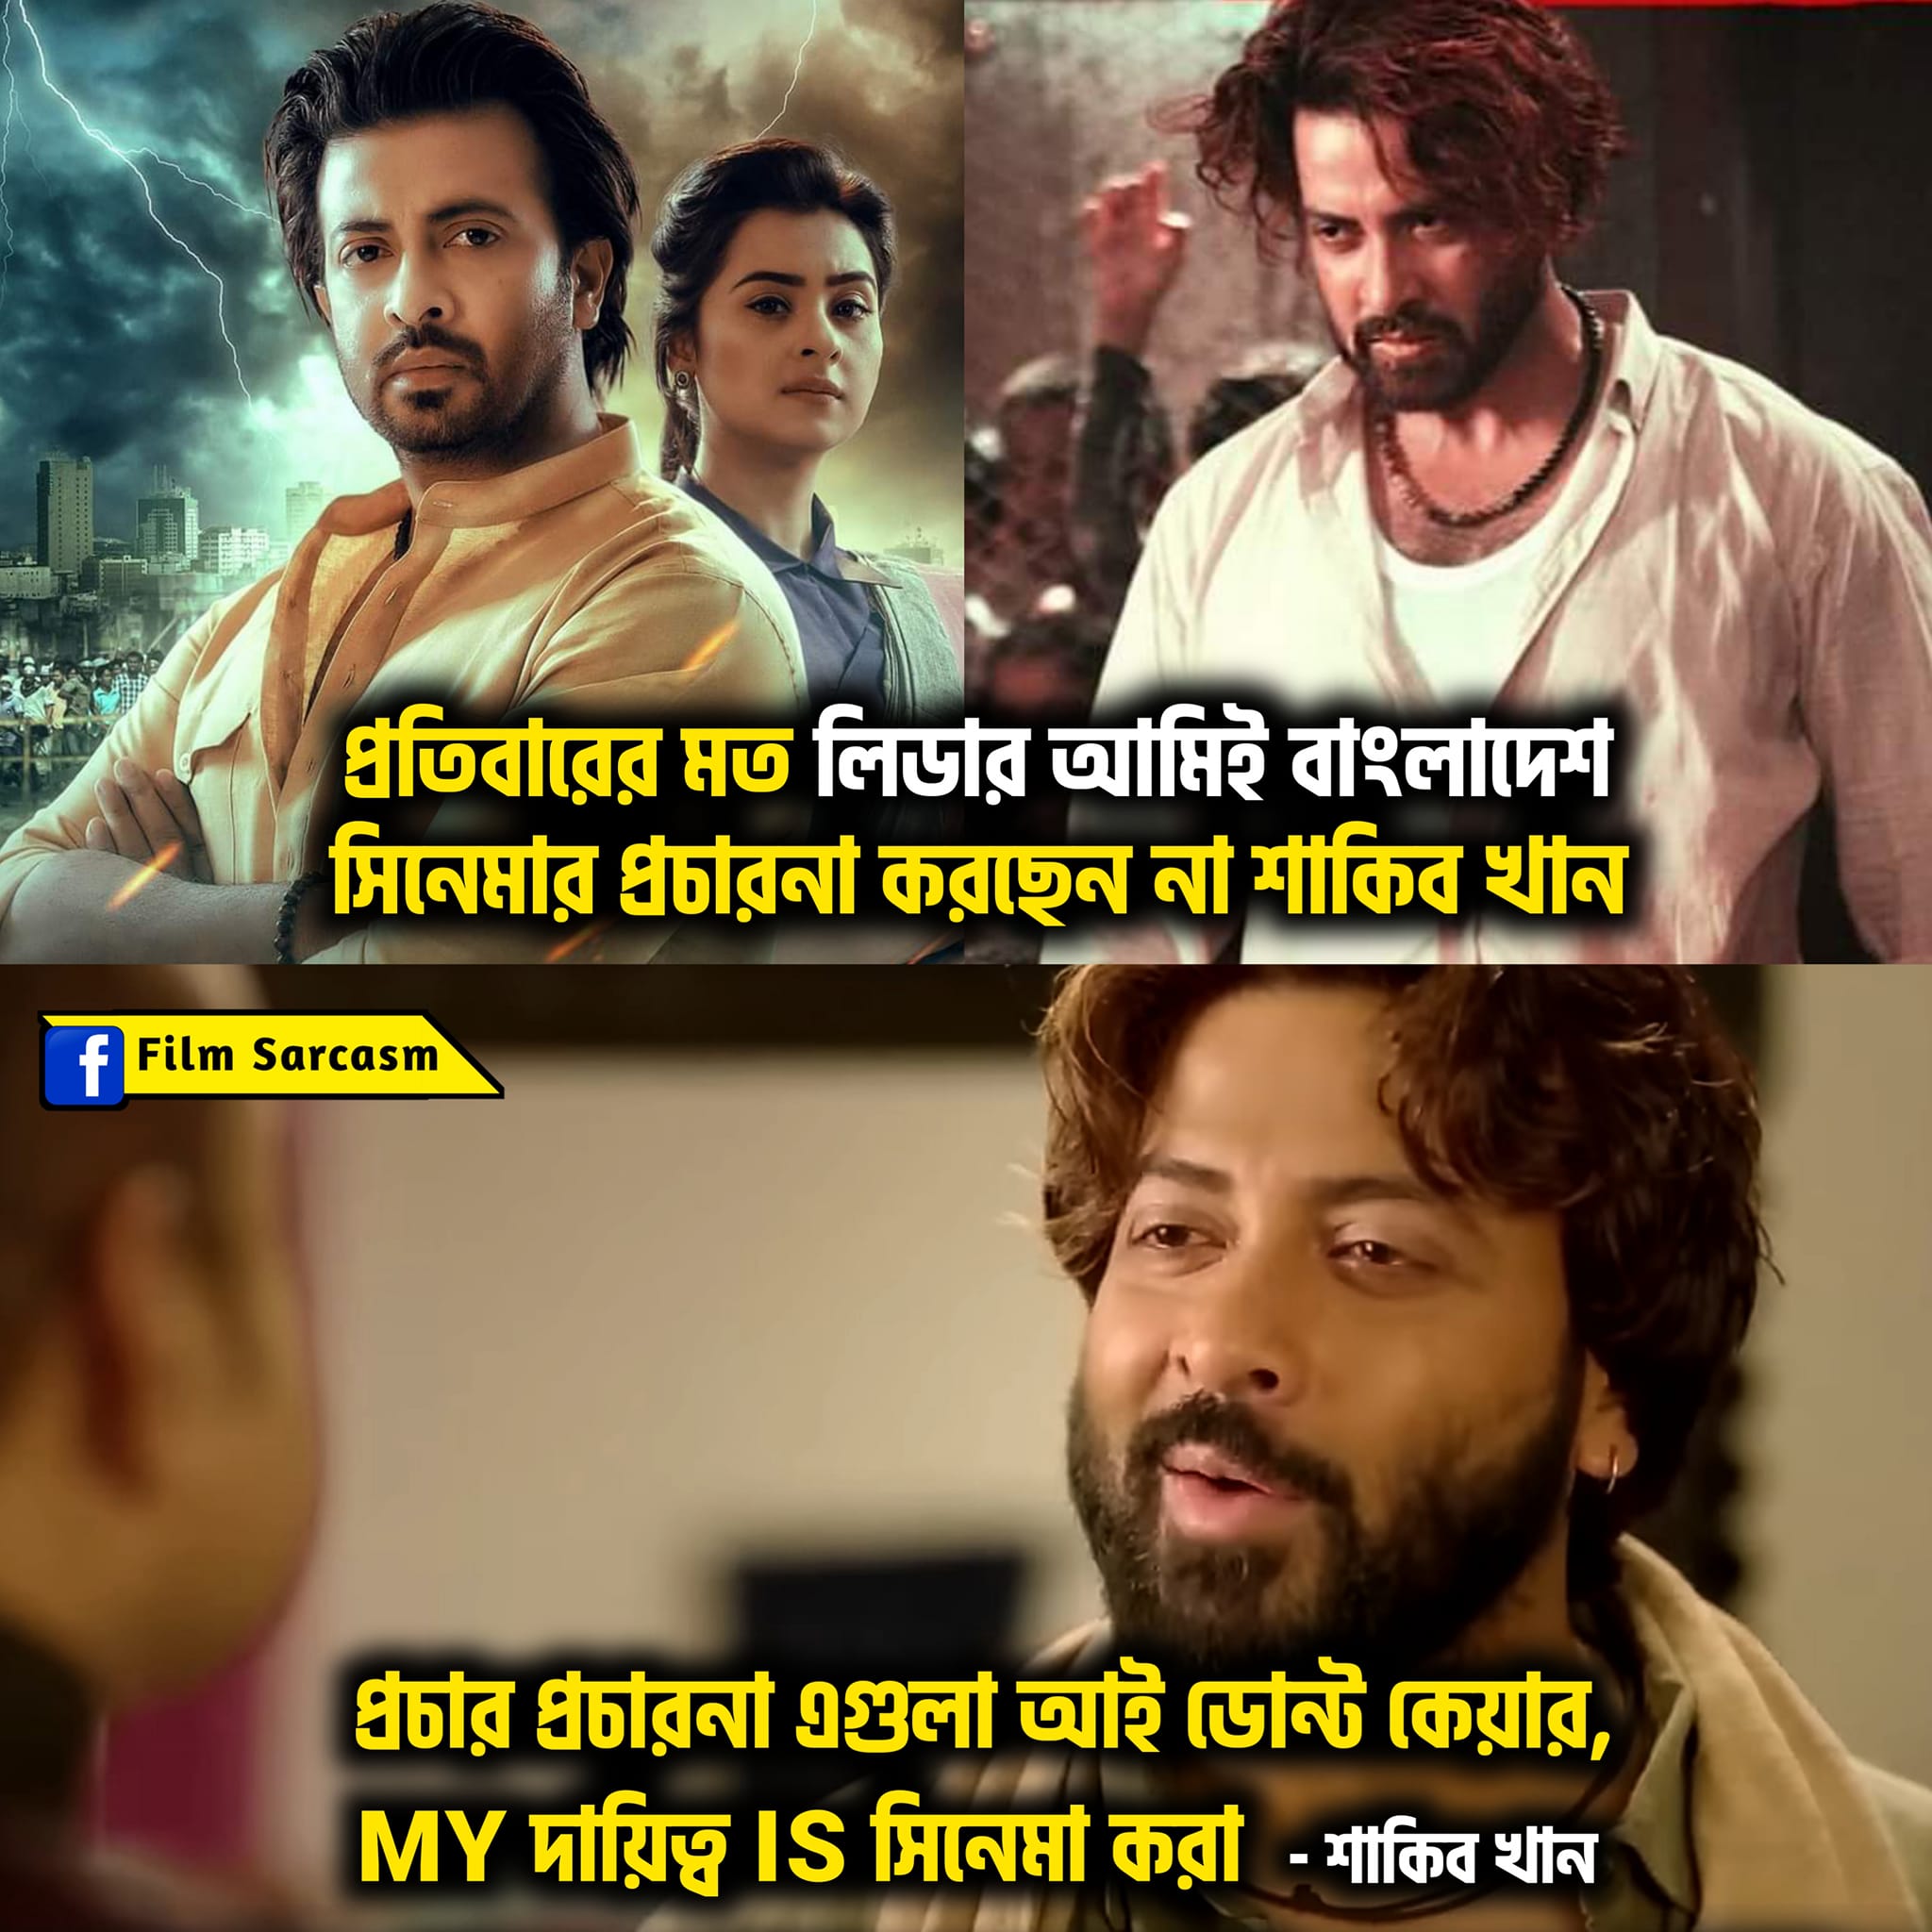 প্রতিবারের মত লিডার আমিই বাংলাদেশ
সিনেমার প্রচারনা করছেন না শাকিব খান
f Film Sarcasm
প্রচার প্রচারনা এগুলা আই ডোন্ট কেয়ার,
MY দায়িত্ব IS সিনেমা করা - শাকিব খান